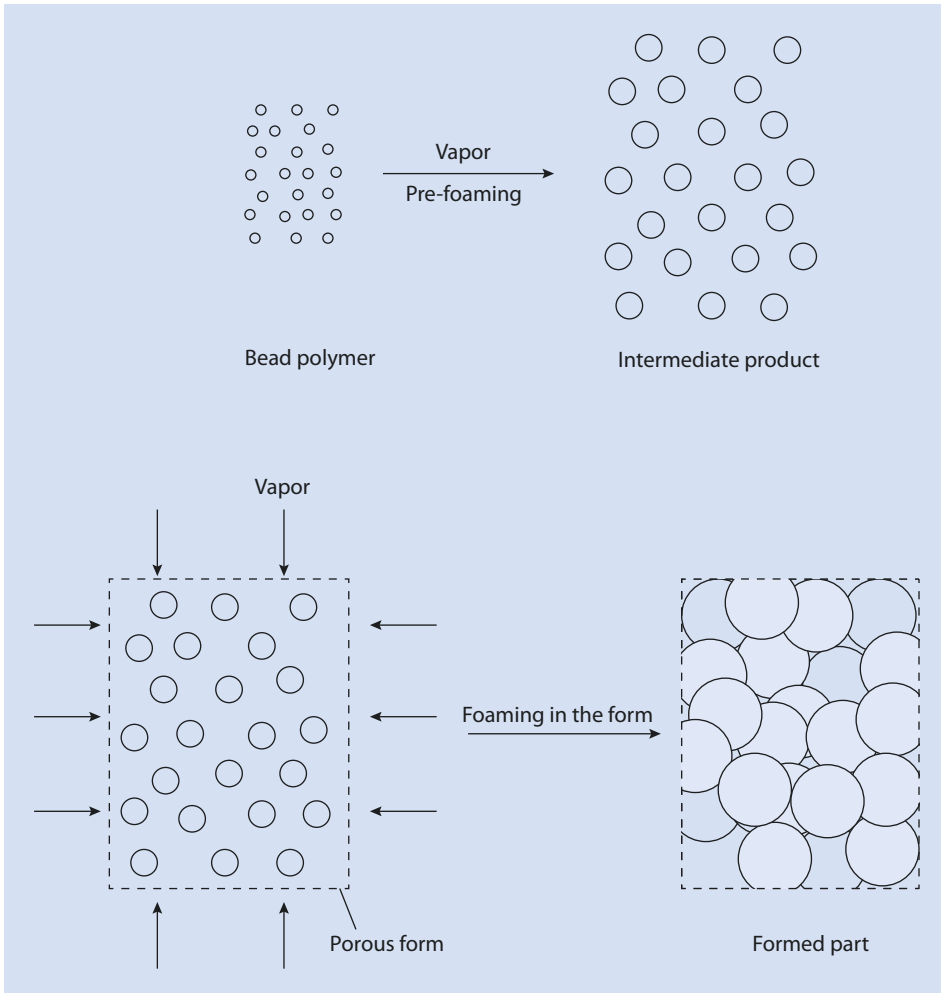 Vapor
Pre-foaming
Bead polymer
Intermediate product
Vapor
Foaming in the form
Porous form
Formed part